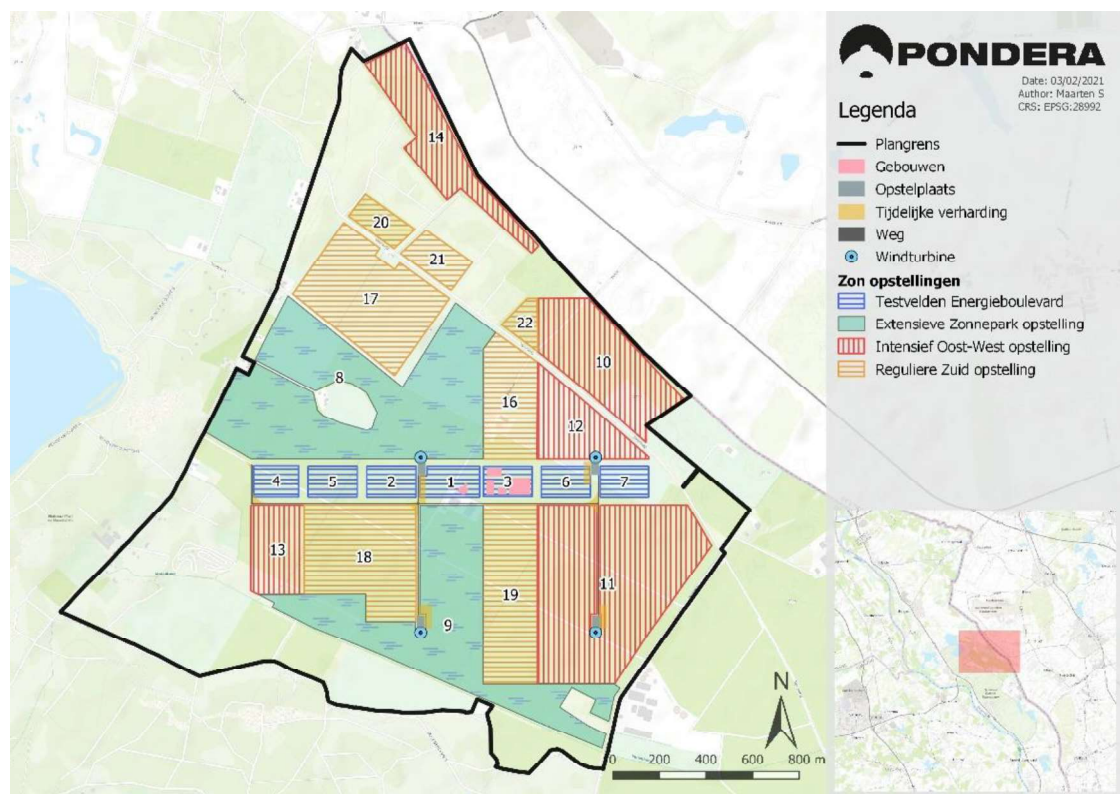 PONDERA
Date: 03/02/2021
Author: Maarten S
CRS: EPSG:28992
Legenda
Plangrens
Gebouwen
Opstelplaats
Tijdelijke verharding
Weg
Windturbine
Zon opstellingen
Testvelden Energieboulevard
Extensieve Zonnepark opstelling
Intensief Oost-West opstelling
Reguliere Zuid opstelling
14
20
21
17
22
10
8
16
12
4
5
2
1
3
6
7
13
18
19
11
9
N
0 200 400 600 800 m